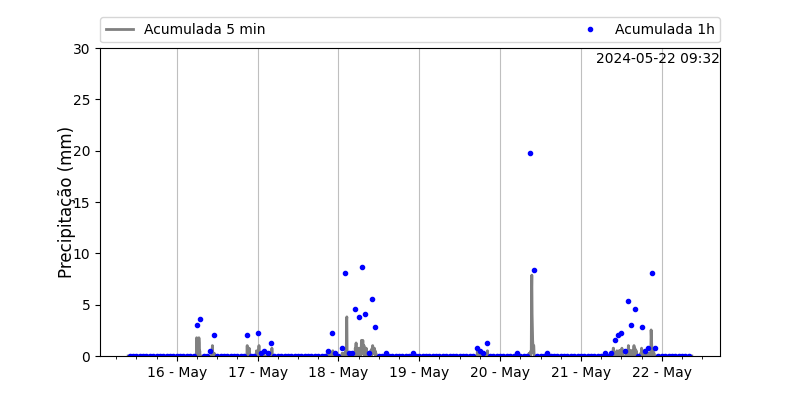 Acumulada 5 min
Acumulada 1h
2024-05-22 09:32
Precipitação (mm)
30
25
20
15
10
5
0
16 - May
17 - May
18 - May
19 - May
20 - May
21 - May
22 - May